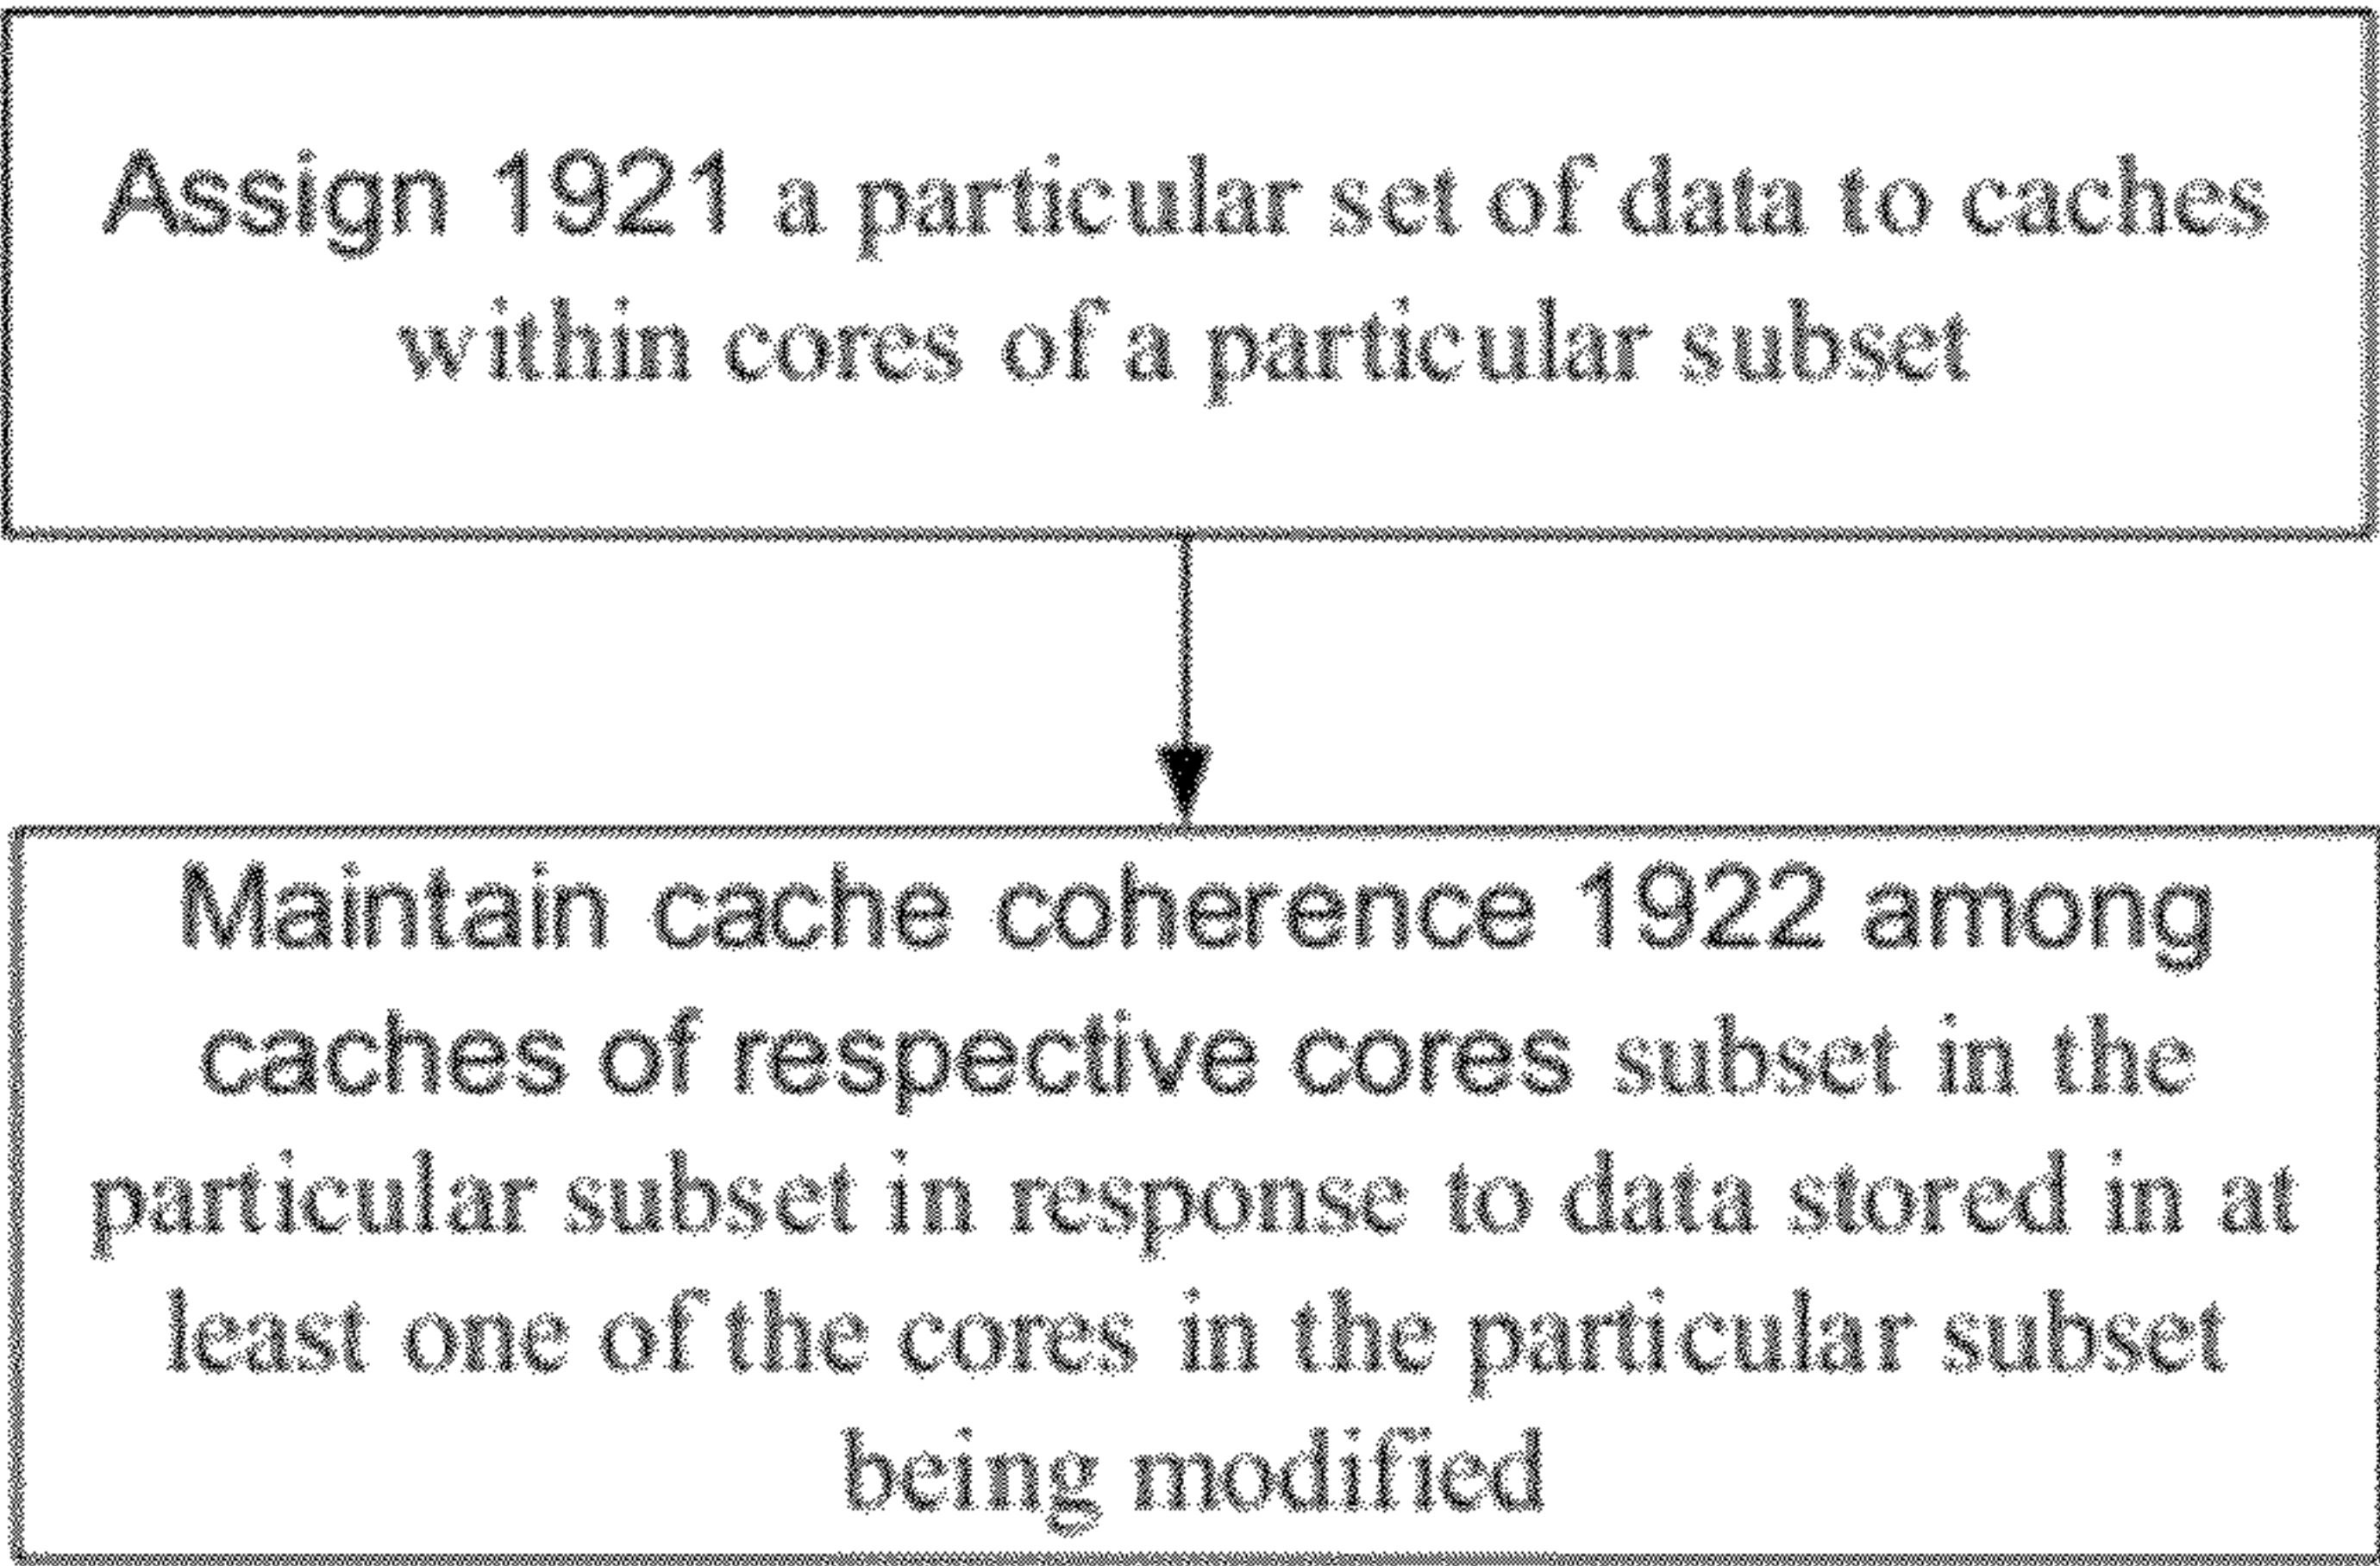 Assign 1921 a particular set of data to caches
within cores of a particular subset
Maintain cache coherence 1922 among
caches of respective cores subset in the
particular subset in response to data stored in at
least one of the cores in the particular subset
being modified